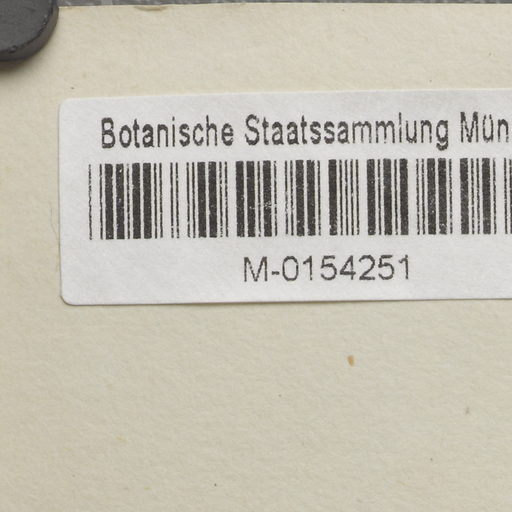 Botanische Staatssammlung Mün
M-0154251